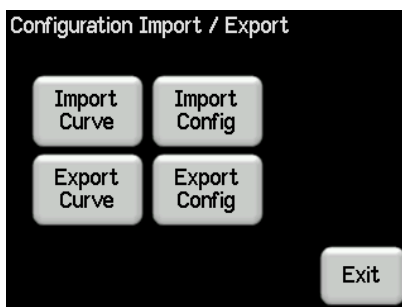 Configuration Import / Export
Import
Curve
Import
Config
Export
Curve
Export
Config
Exit